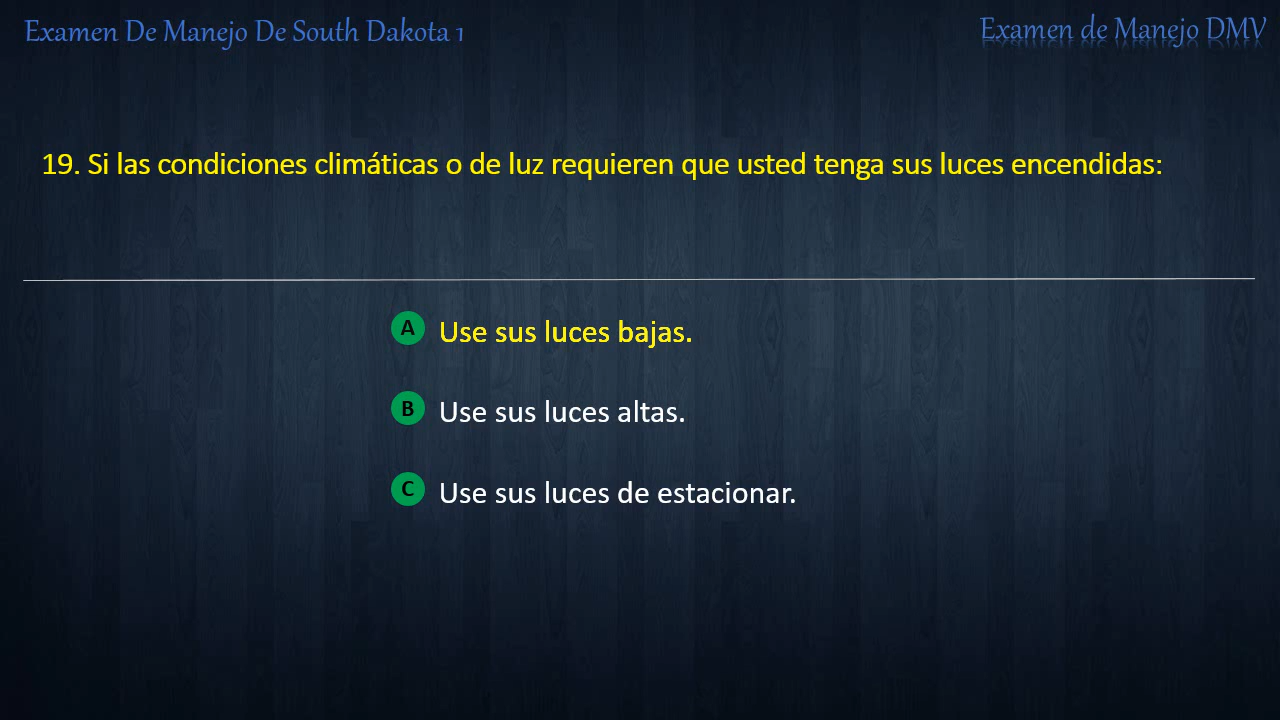 Examen De Manejo De South Dakota 1
Examen de Manejo DMV
19. Si las condiciones climáticas o de luz requieren que usted tenga sus luces encendidas:
A Use sus luces bajas.
B Use sus luces altas.
C Use sus luces de estacionar.